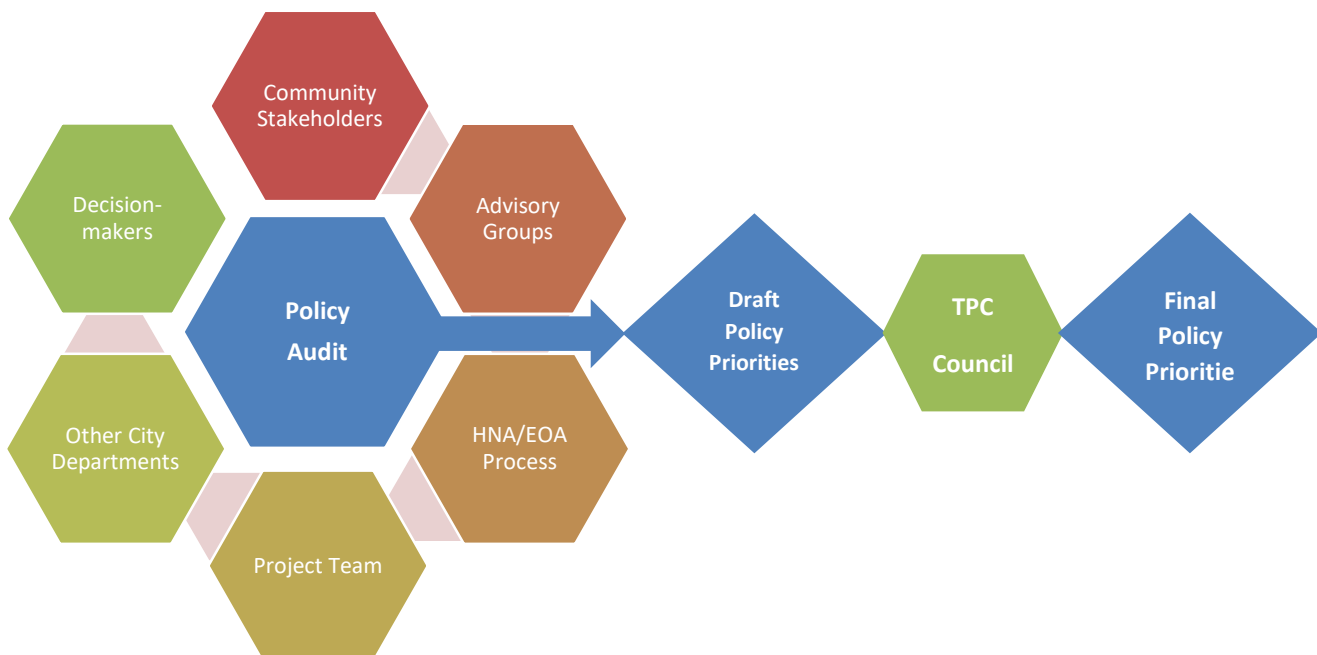 Community
Stakeholders
Decision-
makers
Advisory
Groups
Policy
Audit
Draft
Policy
Priorities
TPC
Council
Final
Policy
Prioritie
Other City
Departments
HNA/EOA
Process
Project Team